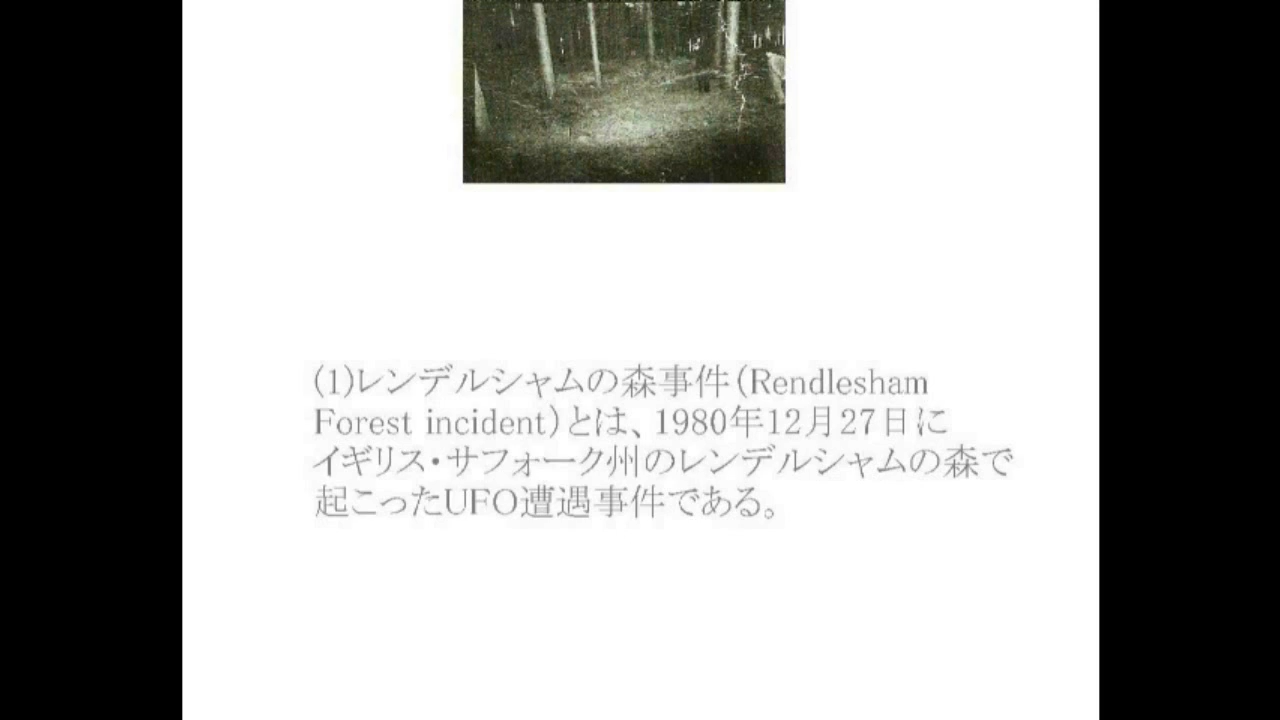 (1)レンデルシャムの森事件(Rendlesham
Forest incident)とは、1980年12月27日に
イギリス・サフォーク州のレンデルシャムの森で
起こったUFO遭遇事件である。